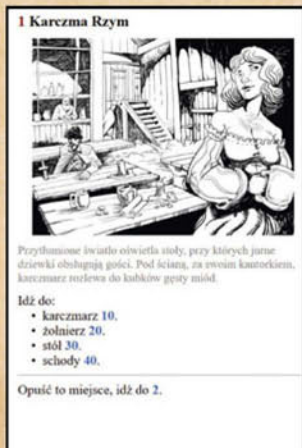 1 Karczma Rzym
Przytłumione światło oświetla stoły, przy których jurne
dziewki obsługują gości. Pod ścianą, za swoim kantorkiem,
karczmarz rozlewa do kubków gęsty miód.
Idź do:
• karczmarz 10.
• żołnierz 20.
• stół 30.
• schody 40.
Opuść to miejsce, idź do 2.